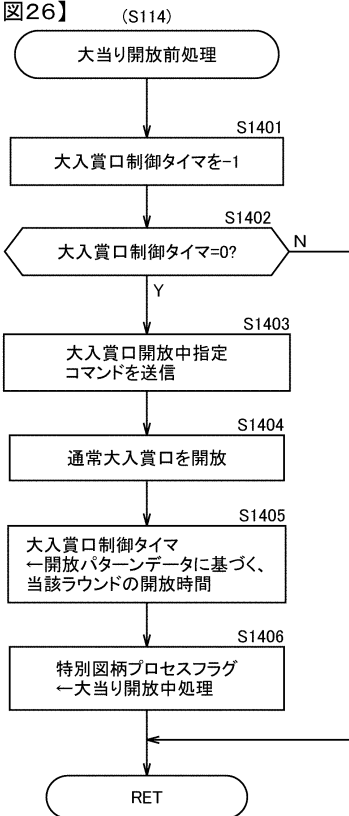 図26】
(S114)
大当り開放前処理
S1401
大入賞口制御タイマを-1
S1402
大入賞口制御タイマ=0?
N
Y
S1403
大入賞口開放中指定
コマンドを送信
S1404
通常大入賞口を開放
S1405
大入賞口制御タイマ
←開放パターンデータに基づく、
当該ラウンドの開放時間
S1406
特別図柄プロセスフラグ
←大当り開放中処理
RET